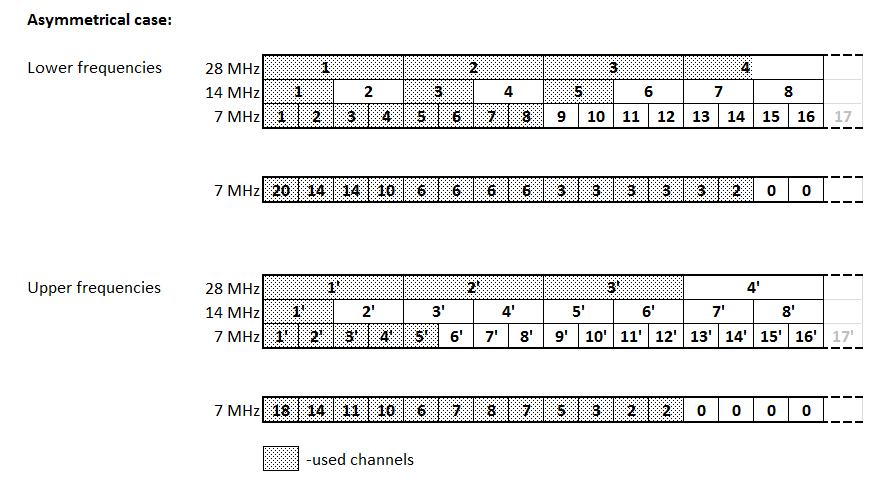 Asymmetrical case:
Lower frequencies 28 MHz 1 2 3 4
14 MHz 1 2 3 4 5 6 7 8
7 MHz 1 2 3 4 5 6 7 8 9 10 11 12 13 14 15 16 17
7 MHz 20 14 14 10 6 6 6 6 3 3 3 3 3 2 0 0
Upper frequencies 28 MHz 1' 2' 3' 4'
14 MHz 1' 2' 3' 4' 5' 6' 7' 8'
7 MHz 1' 2' 3' 4' 5' 6' 7' 8' 9' 10' 11' 12' 13' 14' 15' 16' 17'
7 MHz 18 14 11 10 6 7 8 7 5 3 2 2 0 0 0 0
-used channels